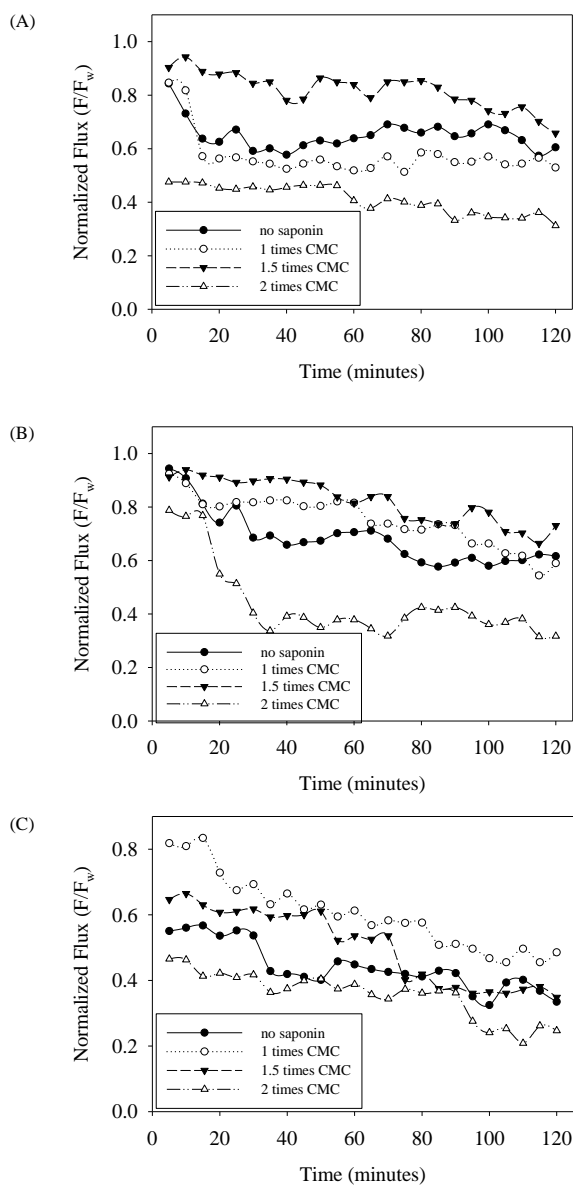 (A)
Normalized Flux (F/Fw)
1.0
0.8
0.6
0.4
0.2
0.0
no saponin
1 times CMC
1.5 times CMC
2 times CMC
0 20 40 60 80 100 120
Time (minutes)
(B)
Normalized Flux (F/Fw)
1.0
0.8
0.6
0.4
0.2
0.0
no saponin
1 times CMC
1.5 times CMC
2 times CMC
0 20 40 60 80 100 120
Time (minutes)
(C)
Normalized Flux (F/Fw)
0.8
0.6
0.4
0.2
0.0
no saponin
1 times CMC
1.5 times CMC
2 times CMC
0 20 40 60 80 100 120
Time (minutes)